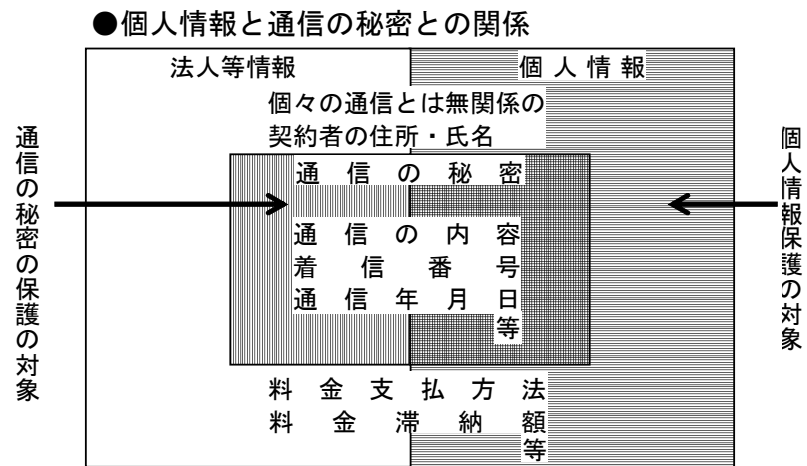 ●個人情報と通信の秘密との関係
法人等情報
個人情報
個々の通信とは無関係の
契約者の住所・氏名
通信の秘密の保護の対象
通信の秘密
通信の内容
着信番号
通信年月日
等
個人情報保護の対象
料金支払方法
料金滞納額
等